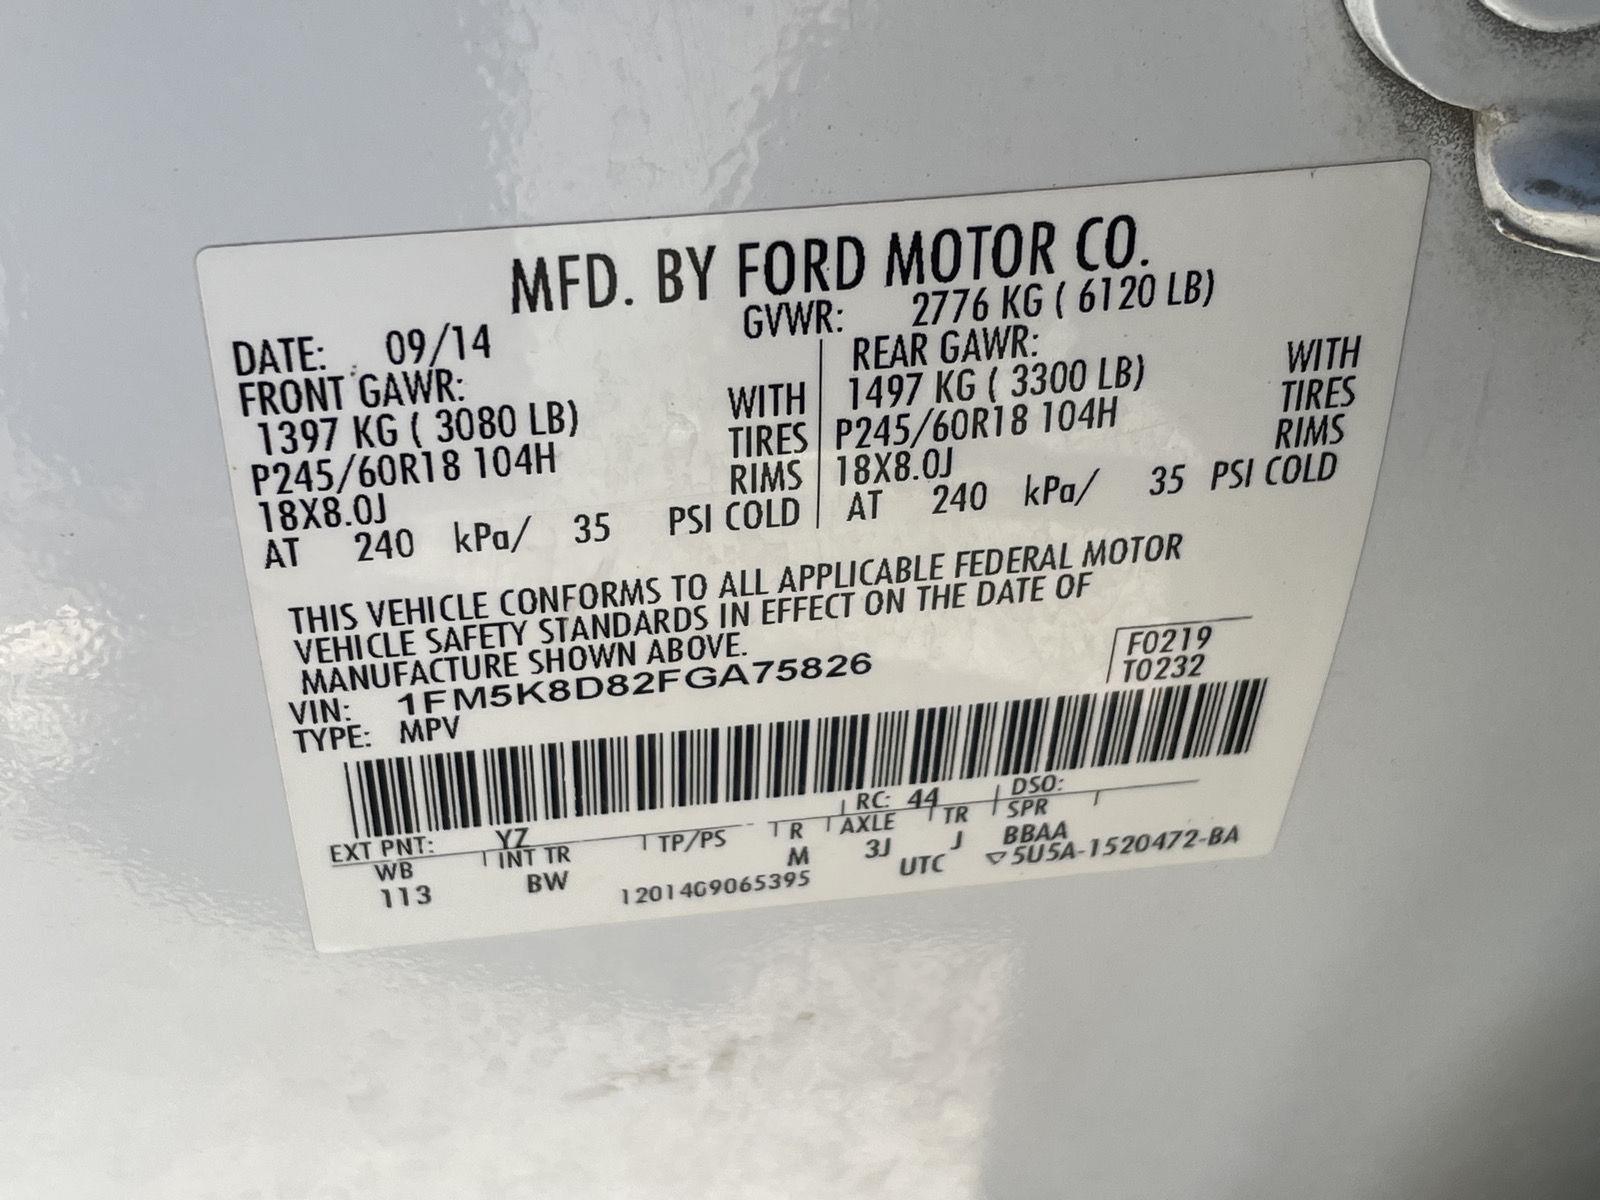 MFD. BY FORD MOTOR CO.
DATE: 09/14 GVWR: 2776 KG ( 6120 LB)
FRONT GAWR:
1397 KG ( 3080 LB) WITH
P245/60R18 104H TIRES
18X8.0J RIMS
AT 240 kPa/ 35 PSI COLD
REAR GAWR:
1497 KG ( 3300 LB) WITH
P245/60R18 104H TIRES
18X8.0J RIMS
AT 240 kPa/ 35 PSI COLD
THIS VEHICLE CONFORMS TO ALL APPLICABLE FEDERAL MOTOR
VEHICLE SAFETY STANDARDS IN EFFECT ON THE DATE OF
MANUFACTURE SHOWN ABOVE.
VIN: 1FM5K8D82FGA75826
TYPE: MPV
F0219
T0232
EXT PNT: YZ RC: 44 DSO:
WB INT TR TP/PS R AXLE TR SPR
113 BW M 3J J BBAA
12014G9065395 UTC ▽5U5A-1520472-BA